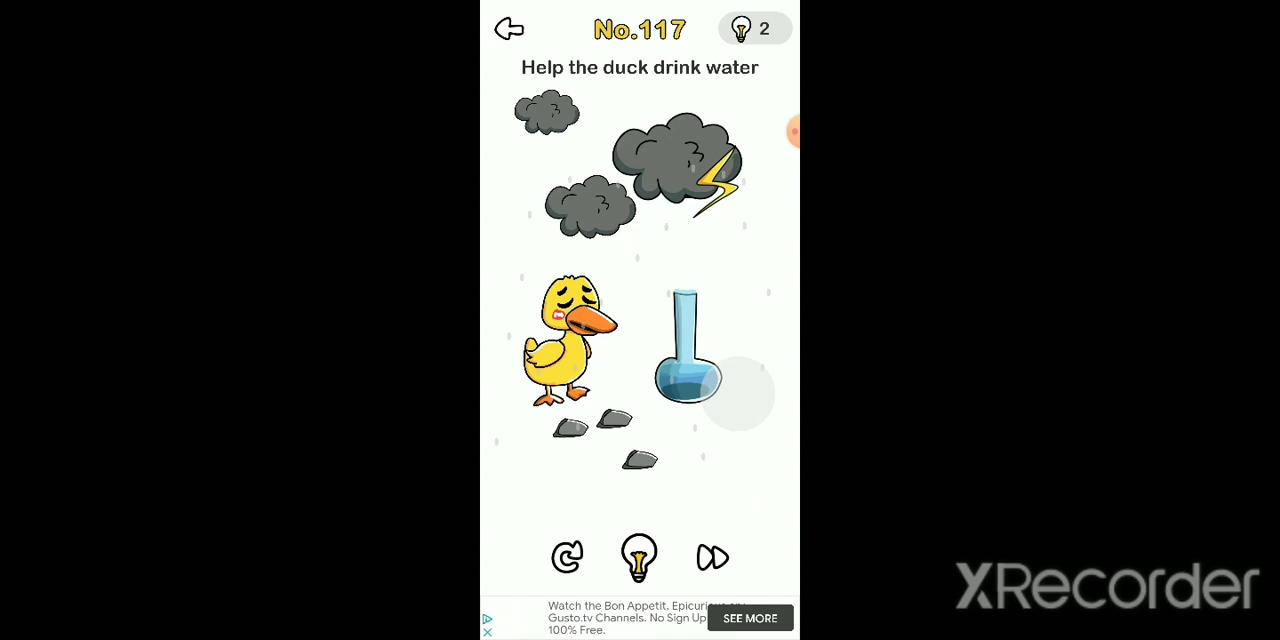 No.117
2
Help the duck drink water
Watch the Bon Appetit, Epicurious
Gusto.tv Channels. No Sign Up
100% Free.
SEE MORE
XRecorder